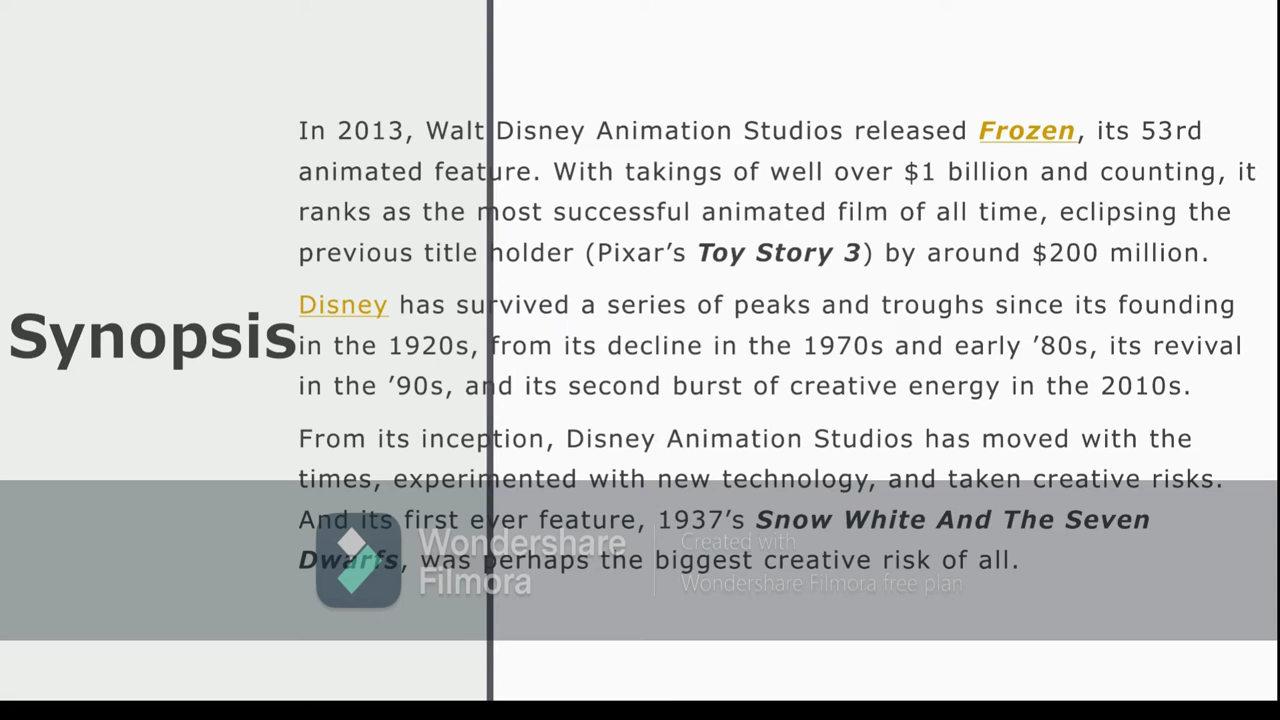 Synopsis
In 2013, Walt Disney Animation Studios released Frozen, its 53rd
animated feature. With takings of well over $1 billion and counting, it
ranks as the most successful animated film of all time, eclipsing the
previous title holder (Pixar’s Toy Story 3) by around $200 million.
Disney has survived a series of peaks and troughs since its founding
in the 1920s, from its decline in the 1970s and early ’80s, its revival
in the ’90s, and its second burst of creative energy in the 2010s.
From its inception, Disney Animation Studios has moved with the
times, experimented with new technology, and taken creative risks.
And its first ever feature, 1937’s Snow White And The Seven
Dwarfs, was perhaps the biggest creative risk of all.
Wondershare
Filmora
Created with
Wondershare Filmora free plan